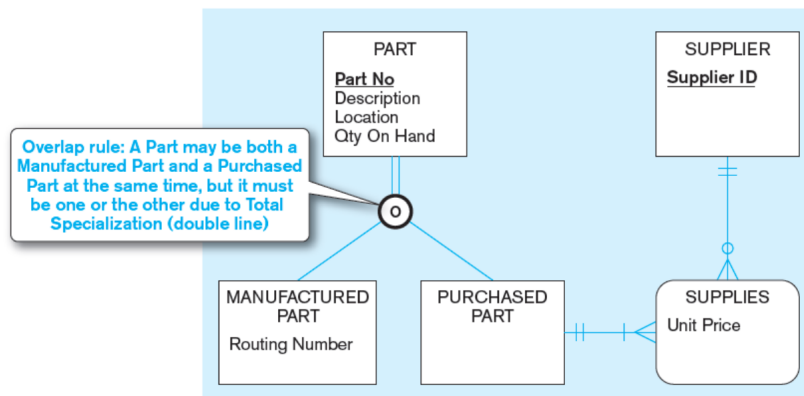 PART
Part No
Description
Location
Qty On Hand
SUPPLIER
Supplier ID
Overlap rule: A Part may be both a
Manufactured Part and a Purchased
Part at the same time, but it must
be one or the other due to Total
Specialization (double line)
O
MANUFACTURED
PART
Routing Number
PURCHASED
PART
SUPPLIES
Unit Price